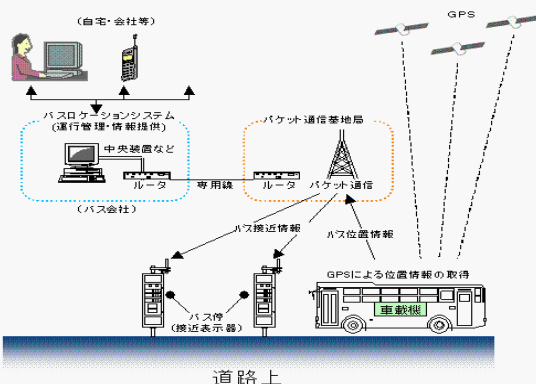 (自宅・会社等)
GPS
バスロケーションシステム
(運行管理・情報提供)
パケット通信基地局
中央装置など
ルータ
専用線
ルータ
パケット通信
(バス会社)
バス接近情報
バス位置情報
GPSによる位置情報の取得
車載機
バス停
(接近表示器)
道路上